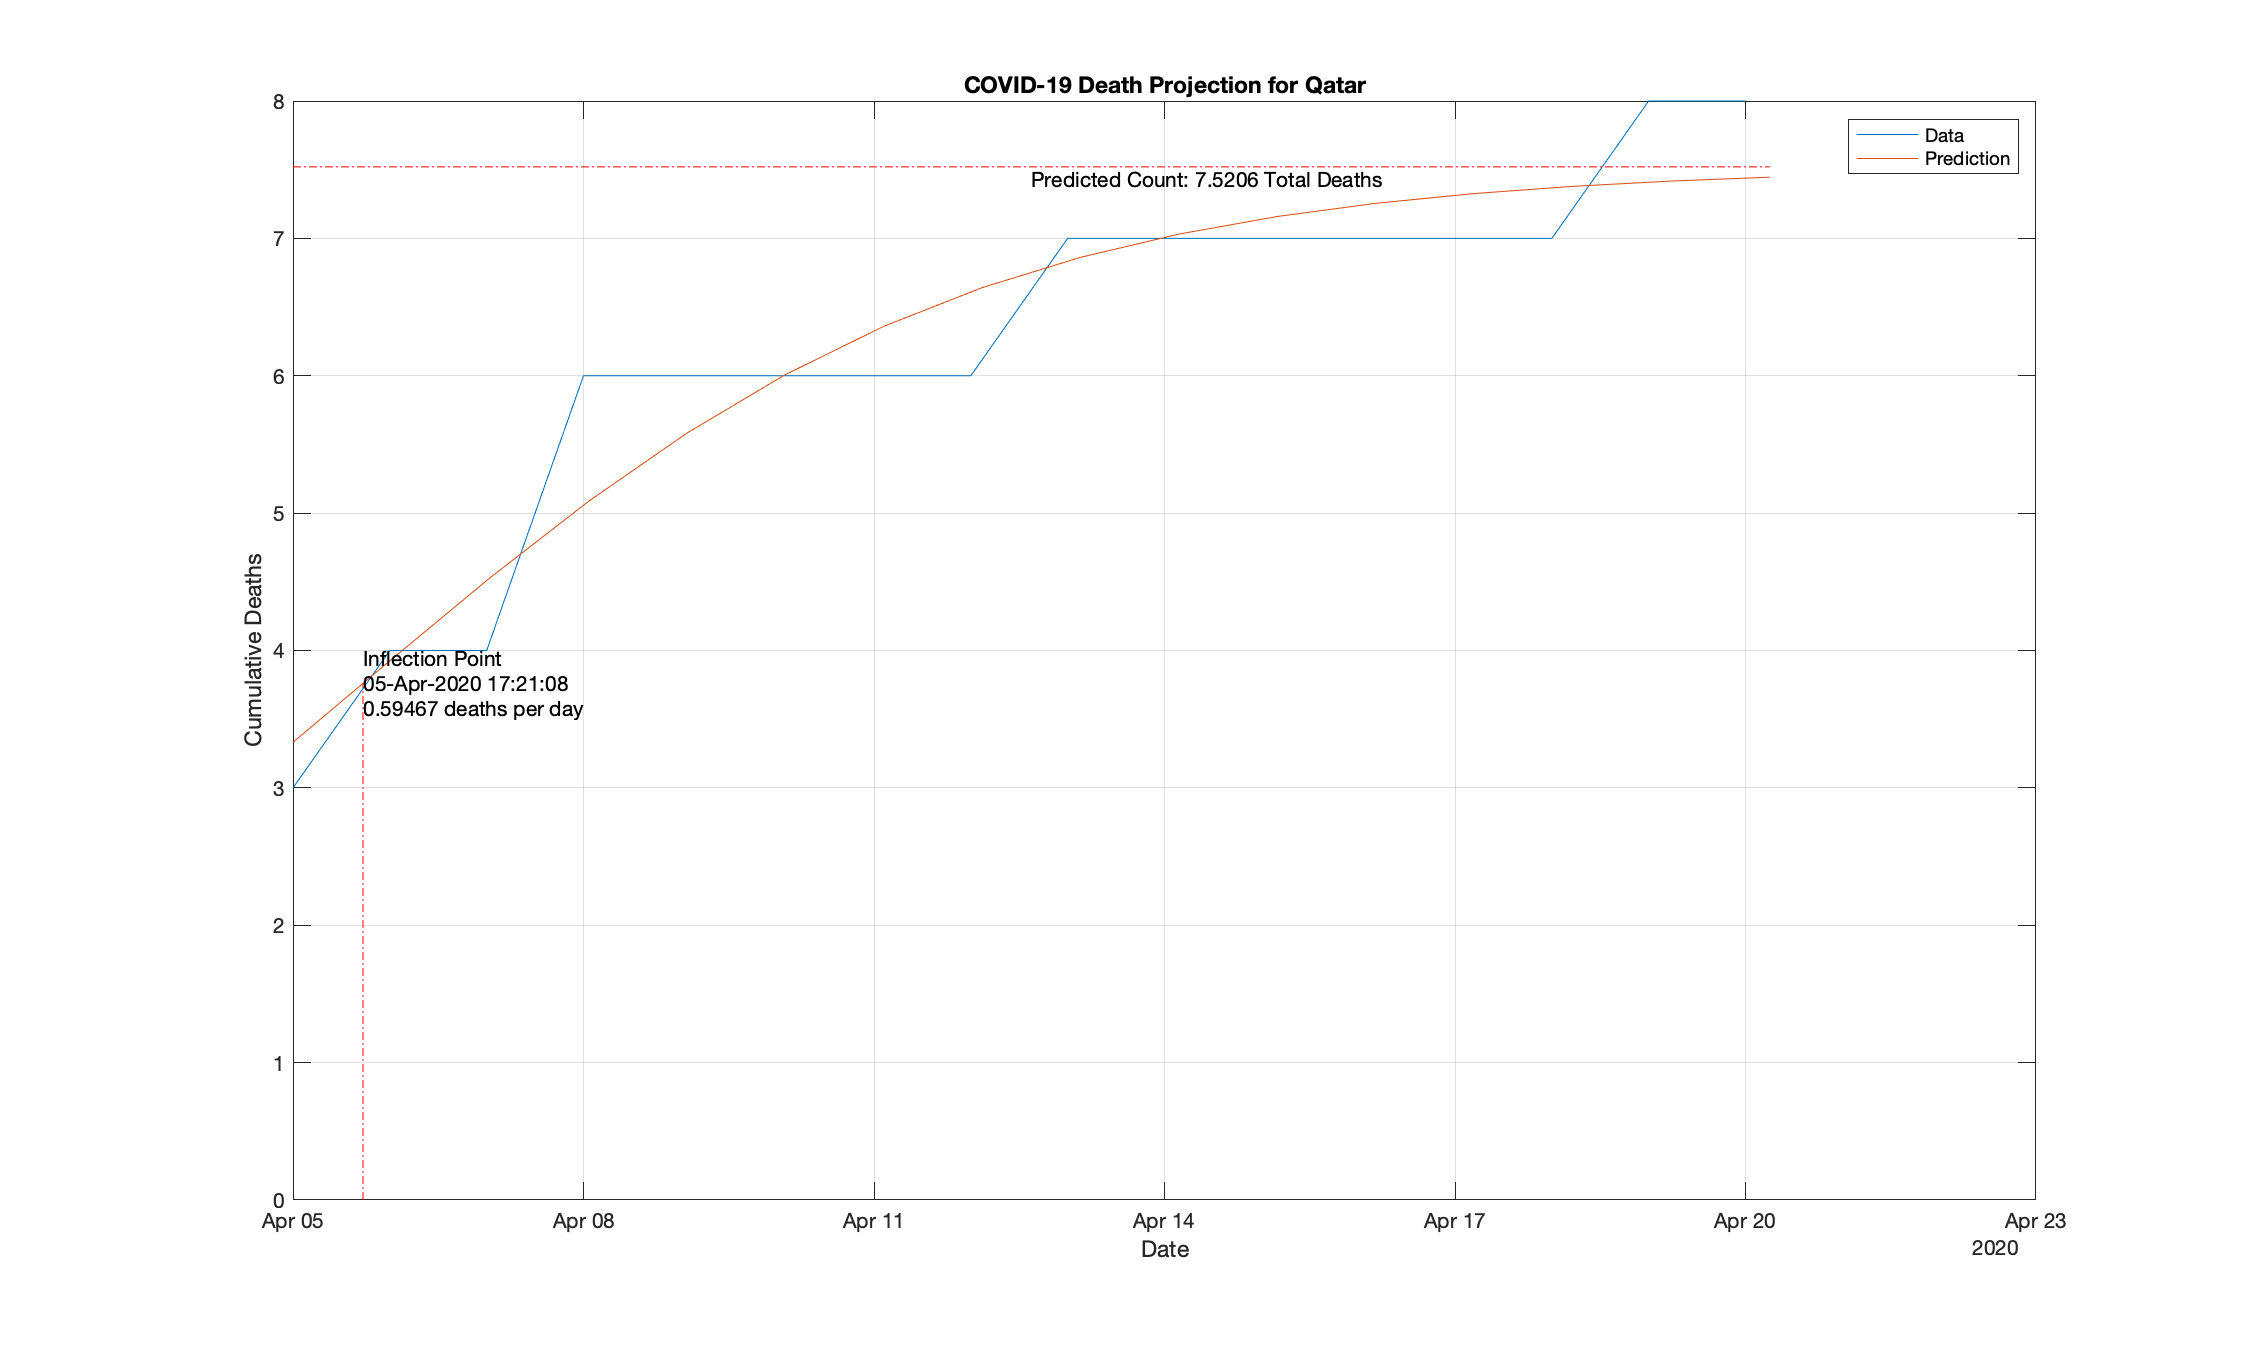 COVID-19 Death Projection for Qatar
8
Data
Prediction
Predicted Count: 7.5206 Total Deaths
7
6
5
4
Inflection Point
05-Apr-2020 17:21:08
0.59467 deaths per day
Cumulative Deaths
3
2
1
0
Apr 05
Apr 08
Apr 11
Apr 14
Apr 17
Apr 20
Apr 23
Date
2020